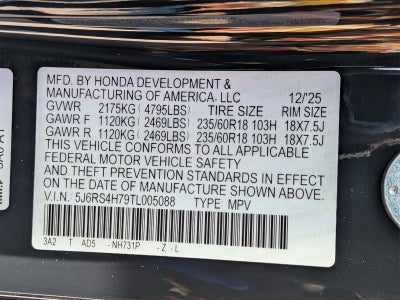 MFD. BY HONDA DEVELOPMENT &
MANUFACTURING OF AMERICA, LLC 12/'25
GVWR 2175KG (4795LBS) TIRE SIZE RIM SIZE
GAWR F 1120KG (2469LBS) 235/60R18 103H 18X7.5J
GAWR R 1120KG (2469LBS) 235/60R18 103H 18X7.5J
THIS VEHICLE CONFORMS TO ALL APPLICABLE
FEDERAL MOTOR VEHICLE SAFETY
AND THEFT PREVENTION STANDARDS IN EFFECT
ON THE DATE OF MANUFACTURE SHOWN ABOVE.
V.I.N.: 5J6RS4H79TL005088 TYPE: MPV
3A2 T AD5 -NH731P -Z -L